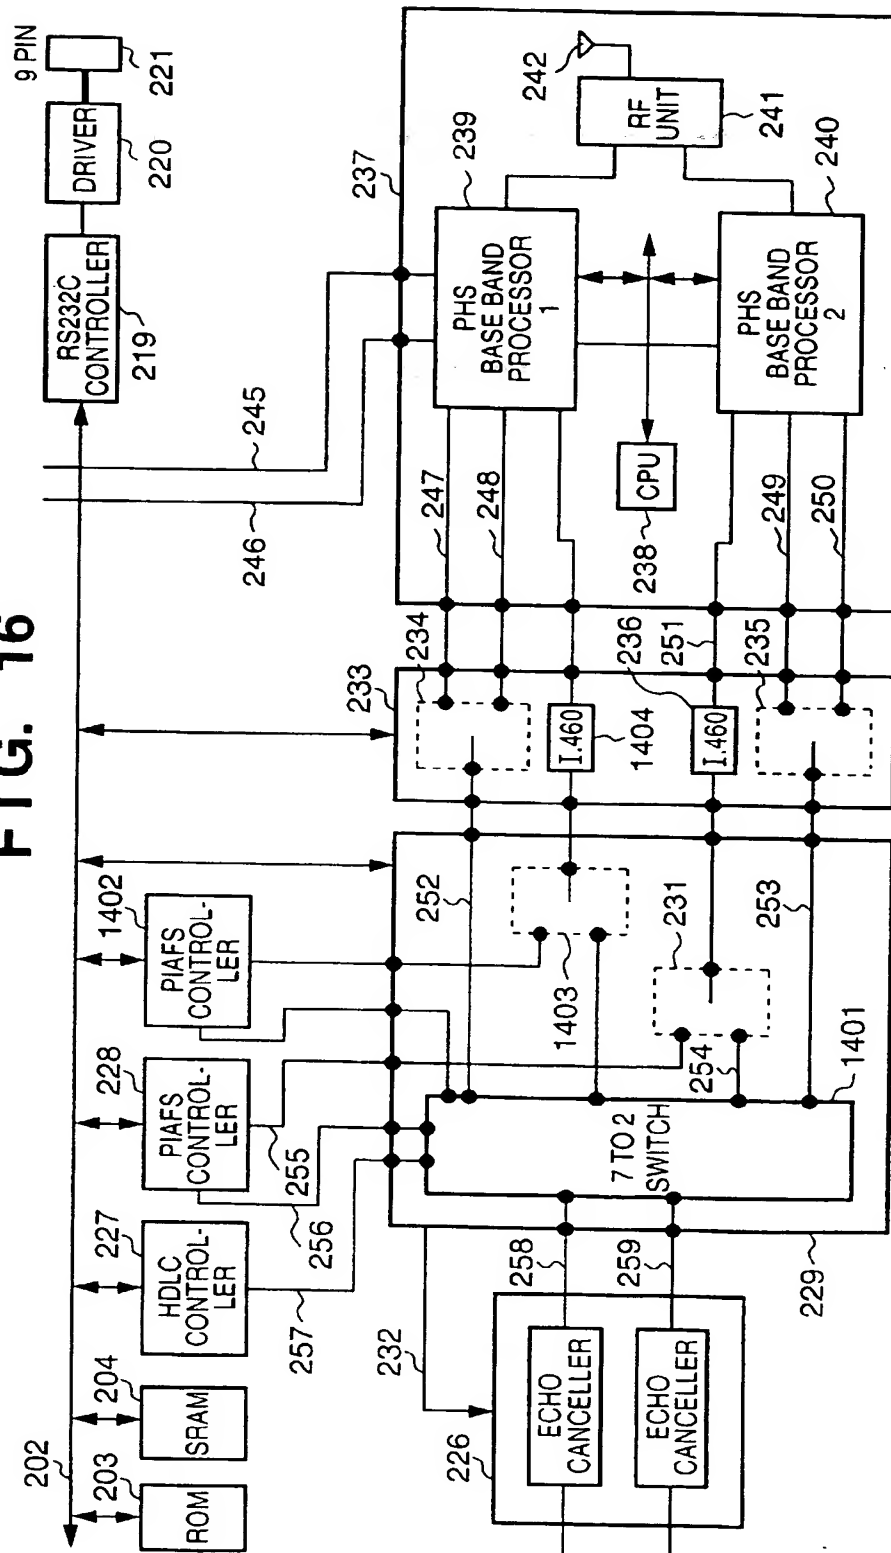 FIG. 16
202
203
ROM
204
SRAM
227
HDLC
CONTROL-
LER
257
228
PIAFS
CONTROL-
LER
255
256
1402
PIAFS
CONTROL-
LER
RS232C
CONTROLLER
219
DRIVER
220
9 PIN
221
245
246
232
226
ECHO
CANCELLER
ECHO
CANCELLER
258
259
229
7 TO 2
SWITCH
1401
252
1403
231
254
253
233
234
I.460
1404
236
I.460
251
235
237
247
248
249
250
238
CPU
239
PHS
BASE BAND
PROCESSOR
1
240
PHS
BASE BAND
PROCESSOR
2
RF
UNIT
241
242